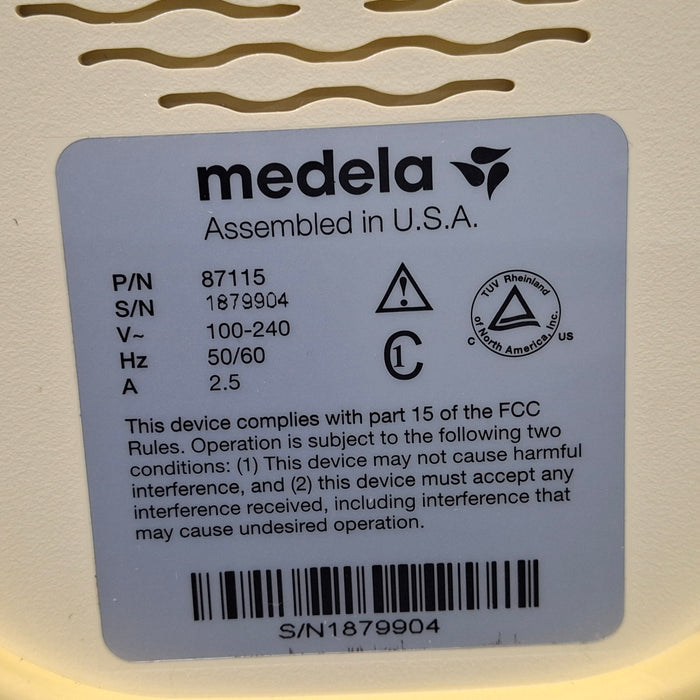 medela
Assembled in U.S.A.
P/N 87115
S/N 1879904
V~ 100-240
Hz 50/60
A 2.5
TUV Rheinland
of North America, Inc.
C US
C1
This device complies with part 15 of the FCC
Rules. Operation is subject to the following two
conditions: (1) This device may not cause harmful
interference, and (2) this device must accept any
interference received, including interference that
may cause undesired operation.
S/N1879904